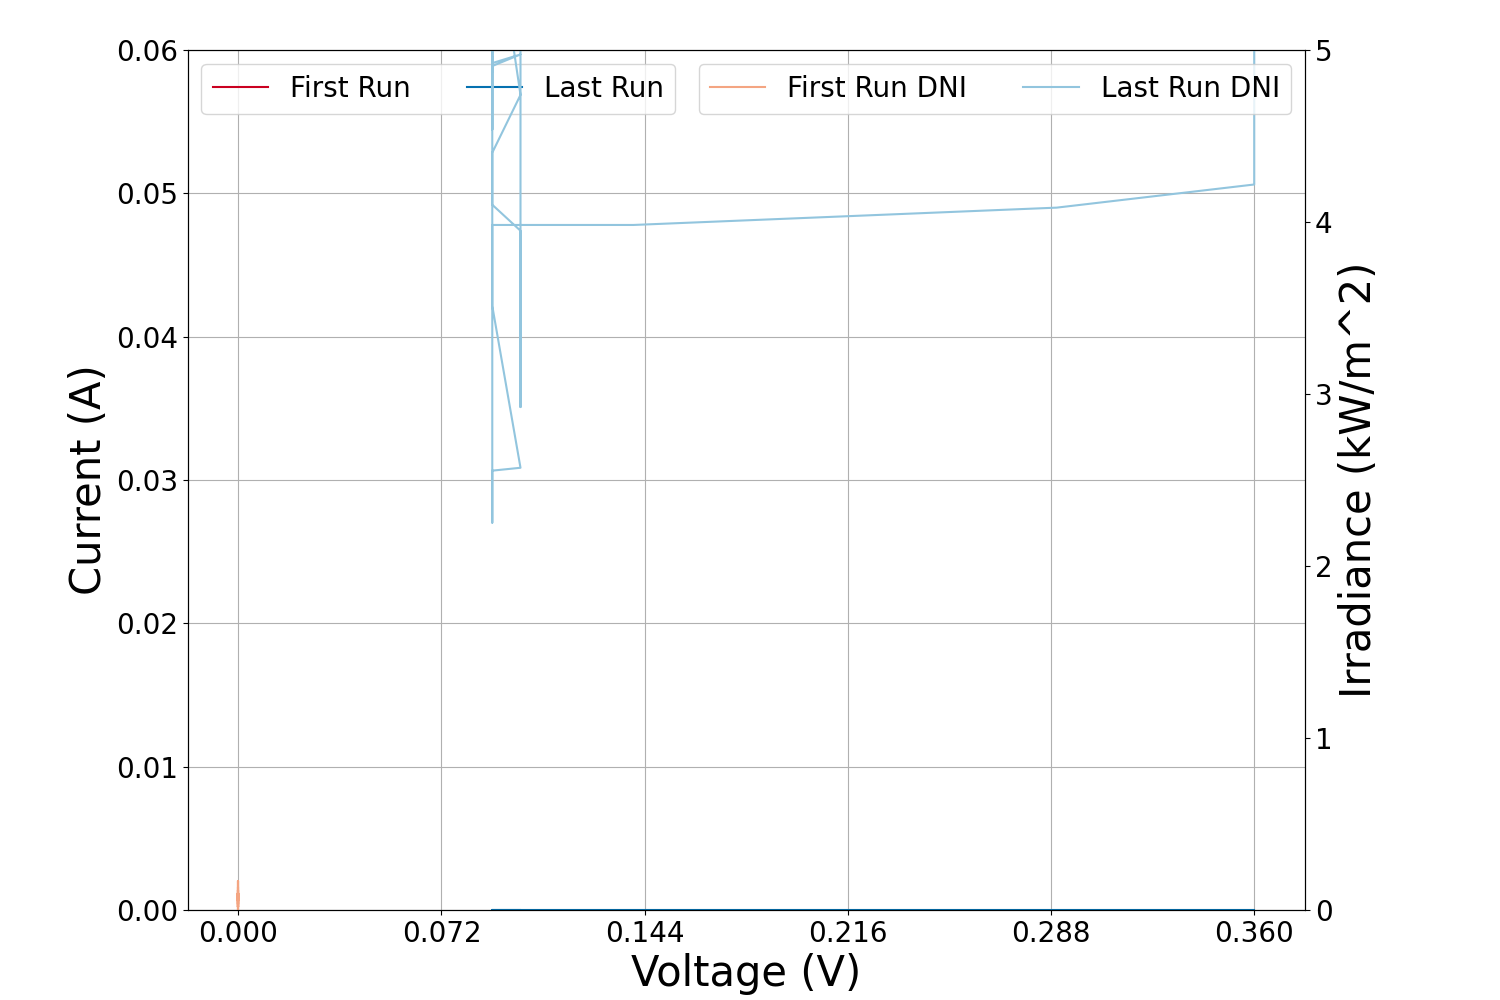 First Run
Last Run
First Run DNI
Last Run DNI
0.06
0.05
0.04
0.03
0.02
0.01
0.00
Current (A)
5
4
3
2
1
0
Irradiance (kW/m^2)
0.000 0.072 0.144 0.216 0.288 0.360
Voltage (V)